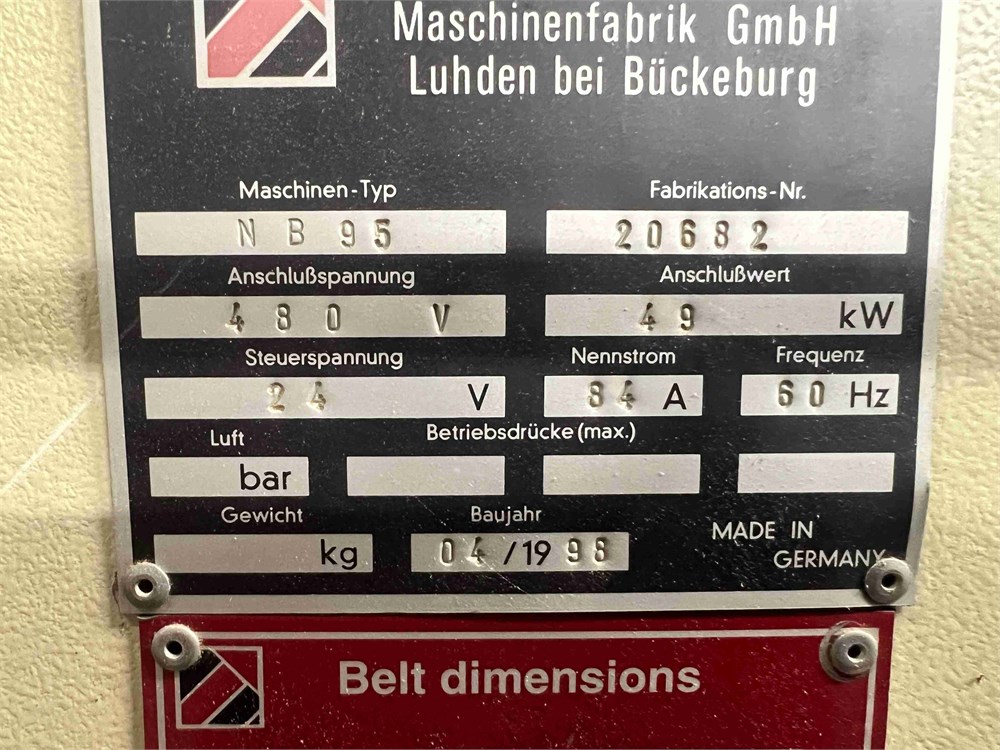 Maschinenfabrik GmbH
Luhden bei Bückeburg
Maschinen-Typ Fabrikations-Nr.
NB95 20682
Anschlußspannung Anschlußwert
480 V 49 kW
Steuerspannung Nennstrom Frequenz
24 V 84 A 60 Hz
Luft Betriebsdrücke (max.)
bar
Gewicht Baujahr
kg 04/1998
MADE IN
GERMANY
Belt dimensions